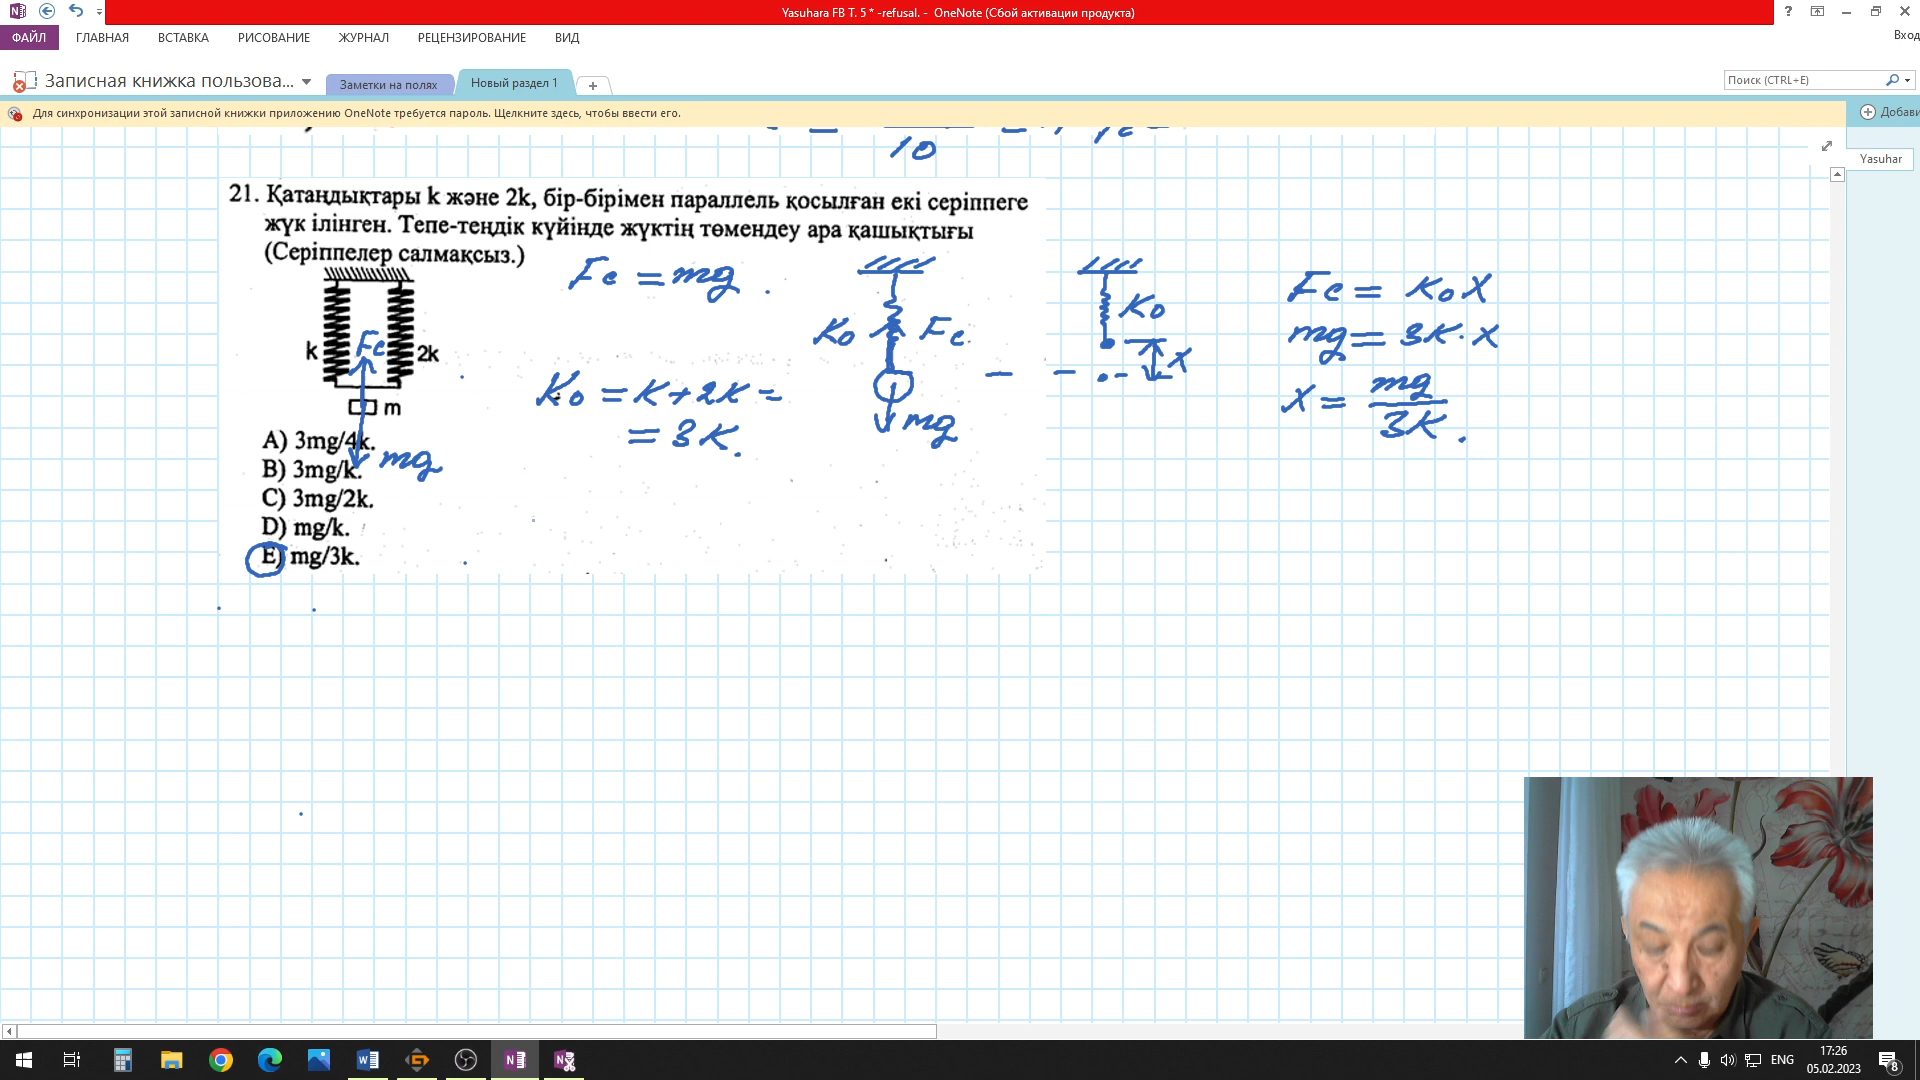 Yasuhara FB T. 5 * -refusal. - OneNote (Сбой активации продукта)
ФАЙЛ ГЛАВНАЯ ВСТАВКА РИСОВАНИЕ ЖУРНАЛ РЕЦЕНЗИРОВАНИЕ ВИД
Вход
Записная книжка пользова... Заметки на полях Новый раздел 1
Поиск (CTRL+E)
Для синхронизации этой записной книжки приложению OneNote требуется пароль. Щелкните здесь, чтобы ввести его.
Добави
Yasuhar
10
21. Қатаңдықтары k және 2k, бір-бірімен параллель қосылған екі серіппеге
жүк ілінген. Тепе-теңдік күйінде жүктің төмендеу ара қашықтығы
(Серіппелер салмақсыз.)
k
2k
Fc
m
mg
A) 3mg/4k.
B) 3mg/k.
C) 3mg/2k.
D) mg/k.
E) mg/3k.
Fc = mg.
K0 = K + 2K =
= 3K.
K0 Fc
mg
K0
X
Fc = K0 X
mg = 3K · X
X = mg/3K.
ENG
17:26
05.02.2023
8